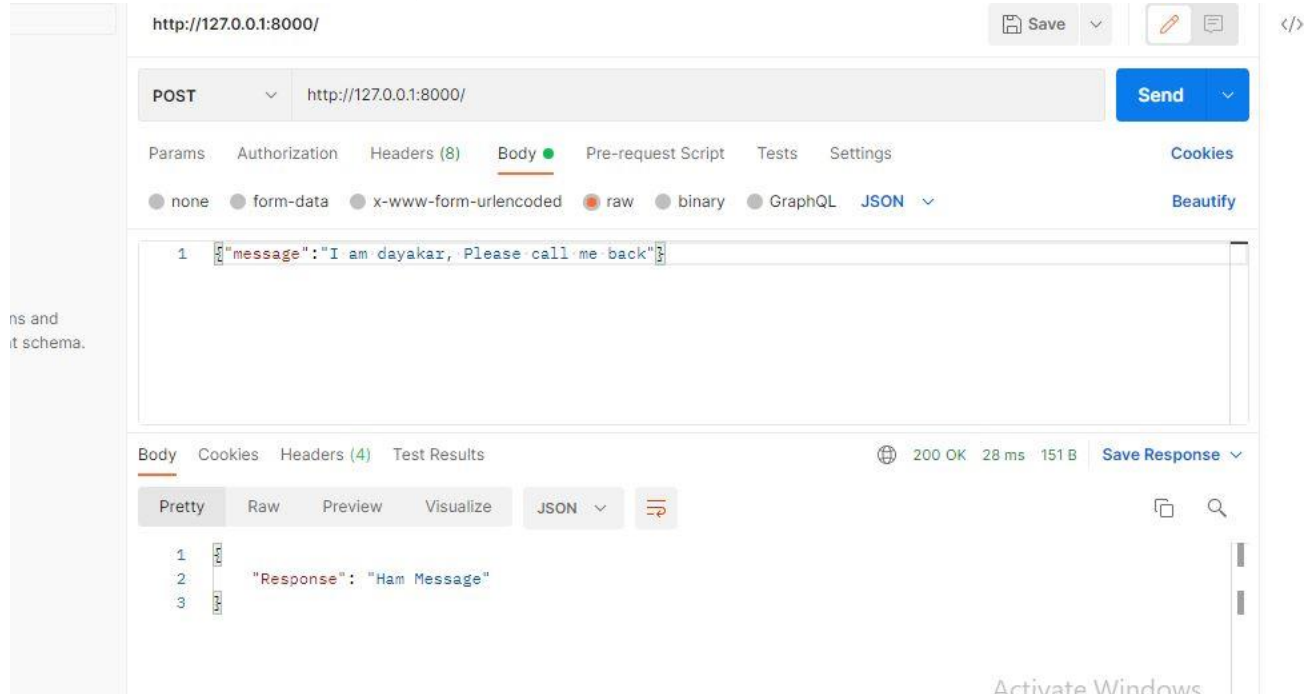 http://127.0.0.1:8000/ Save </>
POST http://127.0.0.1:8000/ Send
Params Authorization Headers (8) Body Pre-request Script Tests Settings Cookies
none form-data x-www-form-urlencoded raw binary GraphQL JSON Beautify
1 {"message":"I am dayakar, Please call me back"}
ns and
t schema.
Body Cookies Headers (4) Test Results 200 OK 28 ms 151 B Save Response
Pretty Raw Preview Visualize JSON
1 {
2 "Response": "Ham Message"
3 }
Activate Windows